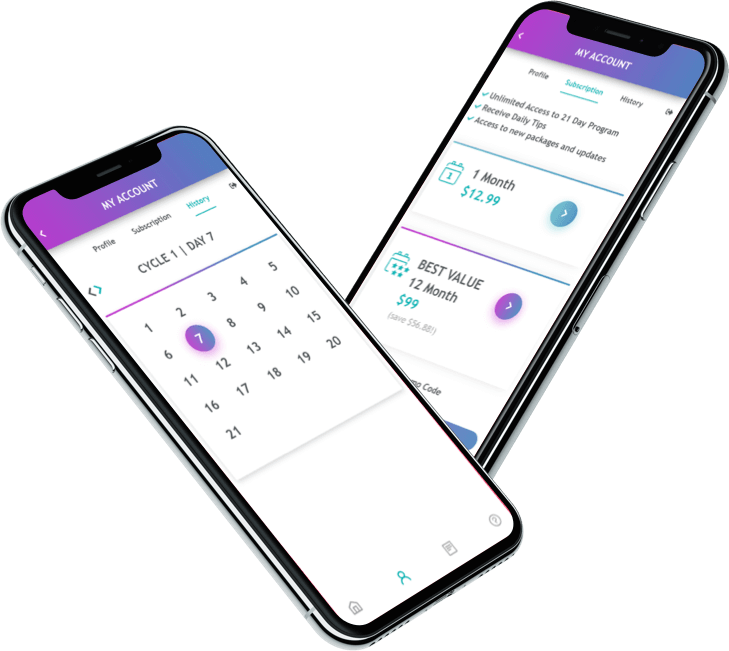 MY ACCOUNT
Profile
Subscription
History
CYCLE 1 | DAY 7
1 2 3 4 5
6 7 8 9 10
11 12 13 14 15
16 17 18 19 20
21
MY ACCOUNT
Profile
Subscription
History
Unlimited Access to 21 Day Program
Receive Daily Tips
Access to new packages and updates
1
1 Month
$12.99
BEST VALUE
12 Month
$99
(save $56.88!)
Code